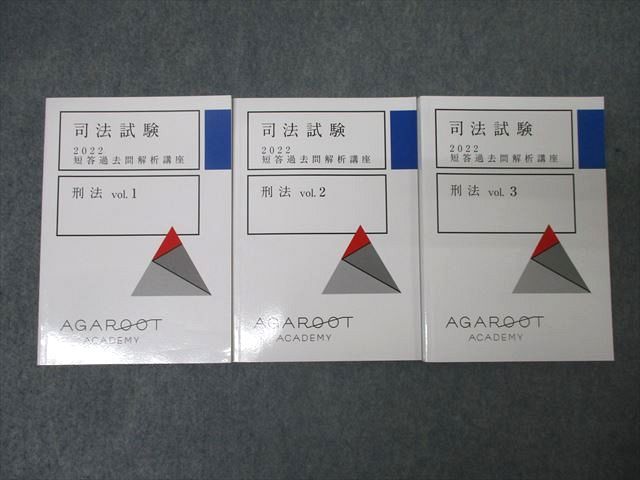 司法試験
2022
短答過去問解析講座
刑法 vol.1
AGAROOT
ACADEMY
司法試験
2022
短答過去問解析講座
刑法 vol.2
AGAROOT
ACADEMY
司法試験
2022
短答過去問解析講座
刑法 vol.3
AGAROOT
ACADEMY